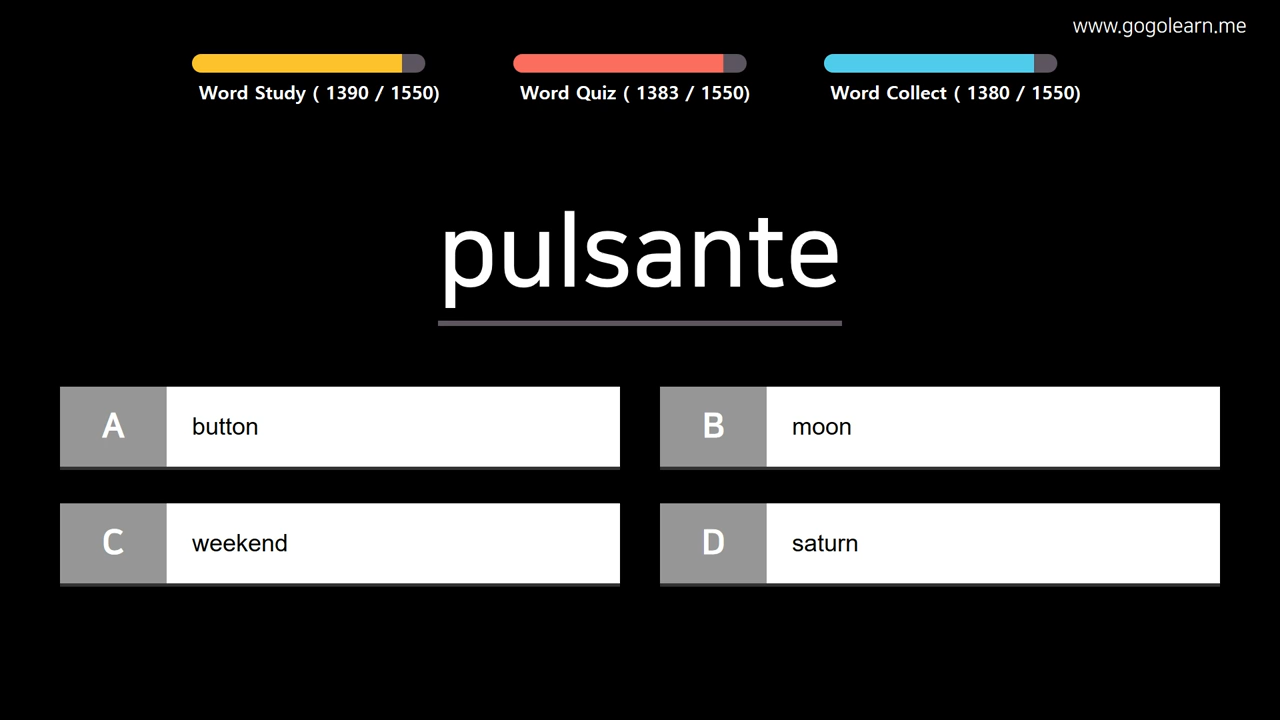 www.gogolearn.me
Word Study ( 1390 / 1550)
Word Quiz ( 1383 / 1550)
Word Collect ( 1380 / 1550)
pulsante
A button
B moon
C weekend
D saturn